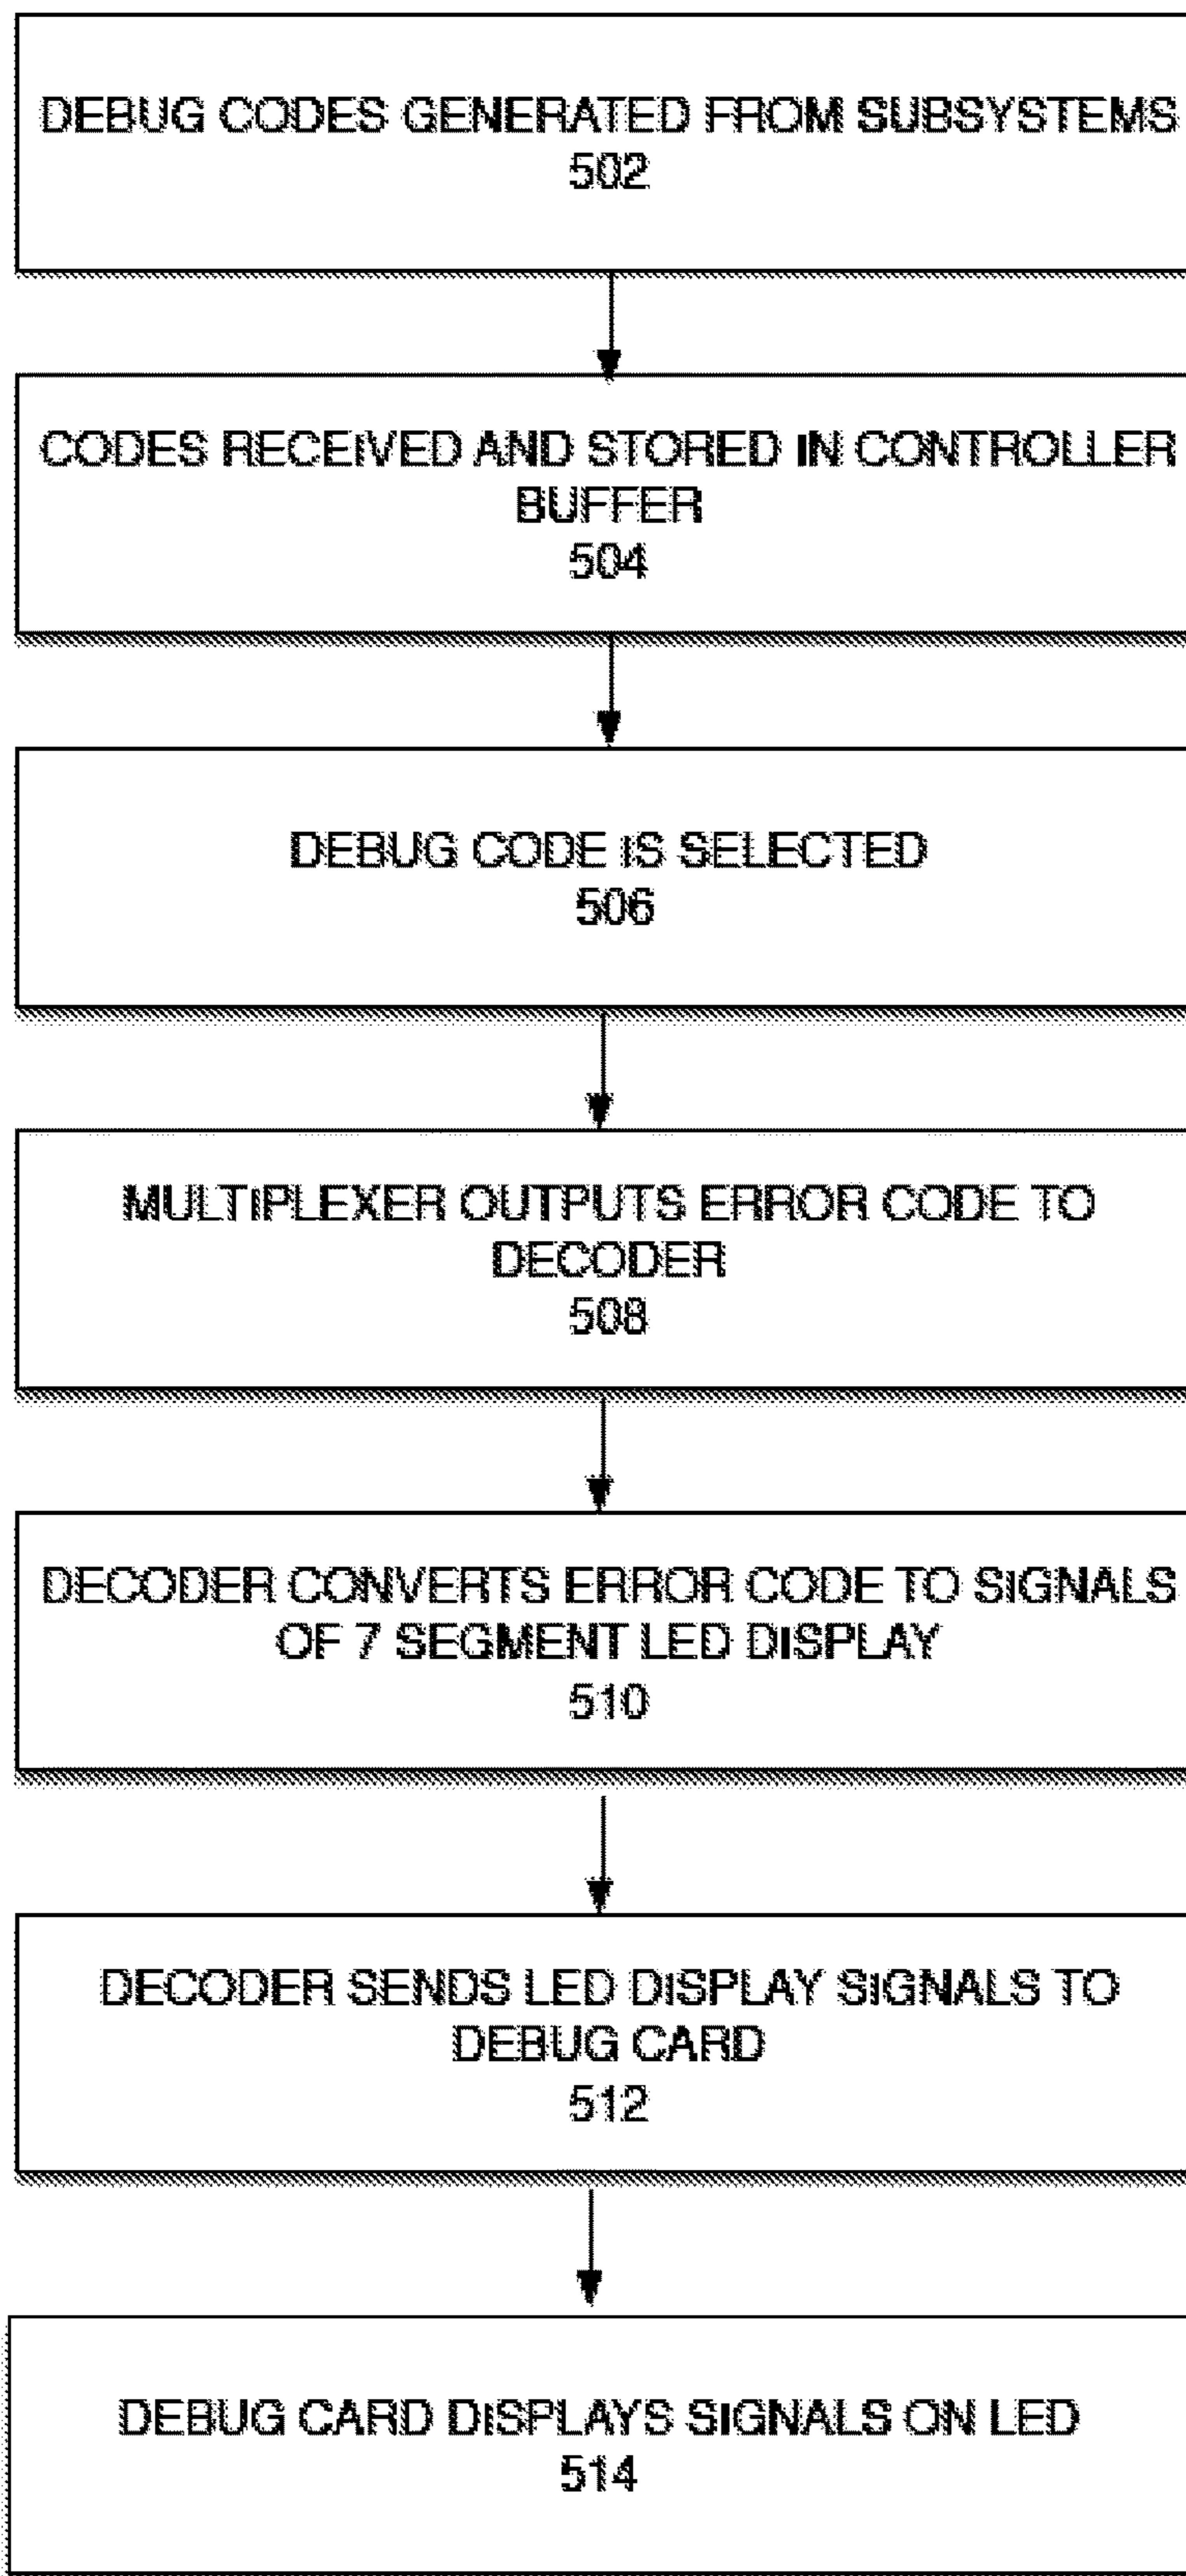 DEBUG CODES GENERATED FROM SUBSYSTEMS
502
CODES RECEIVED AND STORED IN CONTROLLER
BUFFER
504
DEBUG CODE IS SELECTED
506
MULTIPLEXER OUTPUTS ERROR CODE TO
DECODER
508
DECODER CONVERTS ERROR CODE TO SIGNALS
OF 7 SEGMENT LED DISPLAY
510
DECODER SENDS LED DISPLAY SIGNALS TO
DEBUG CARD
512
DEBUG CARD DISPLAYS SIGNALS ON LED
514